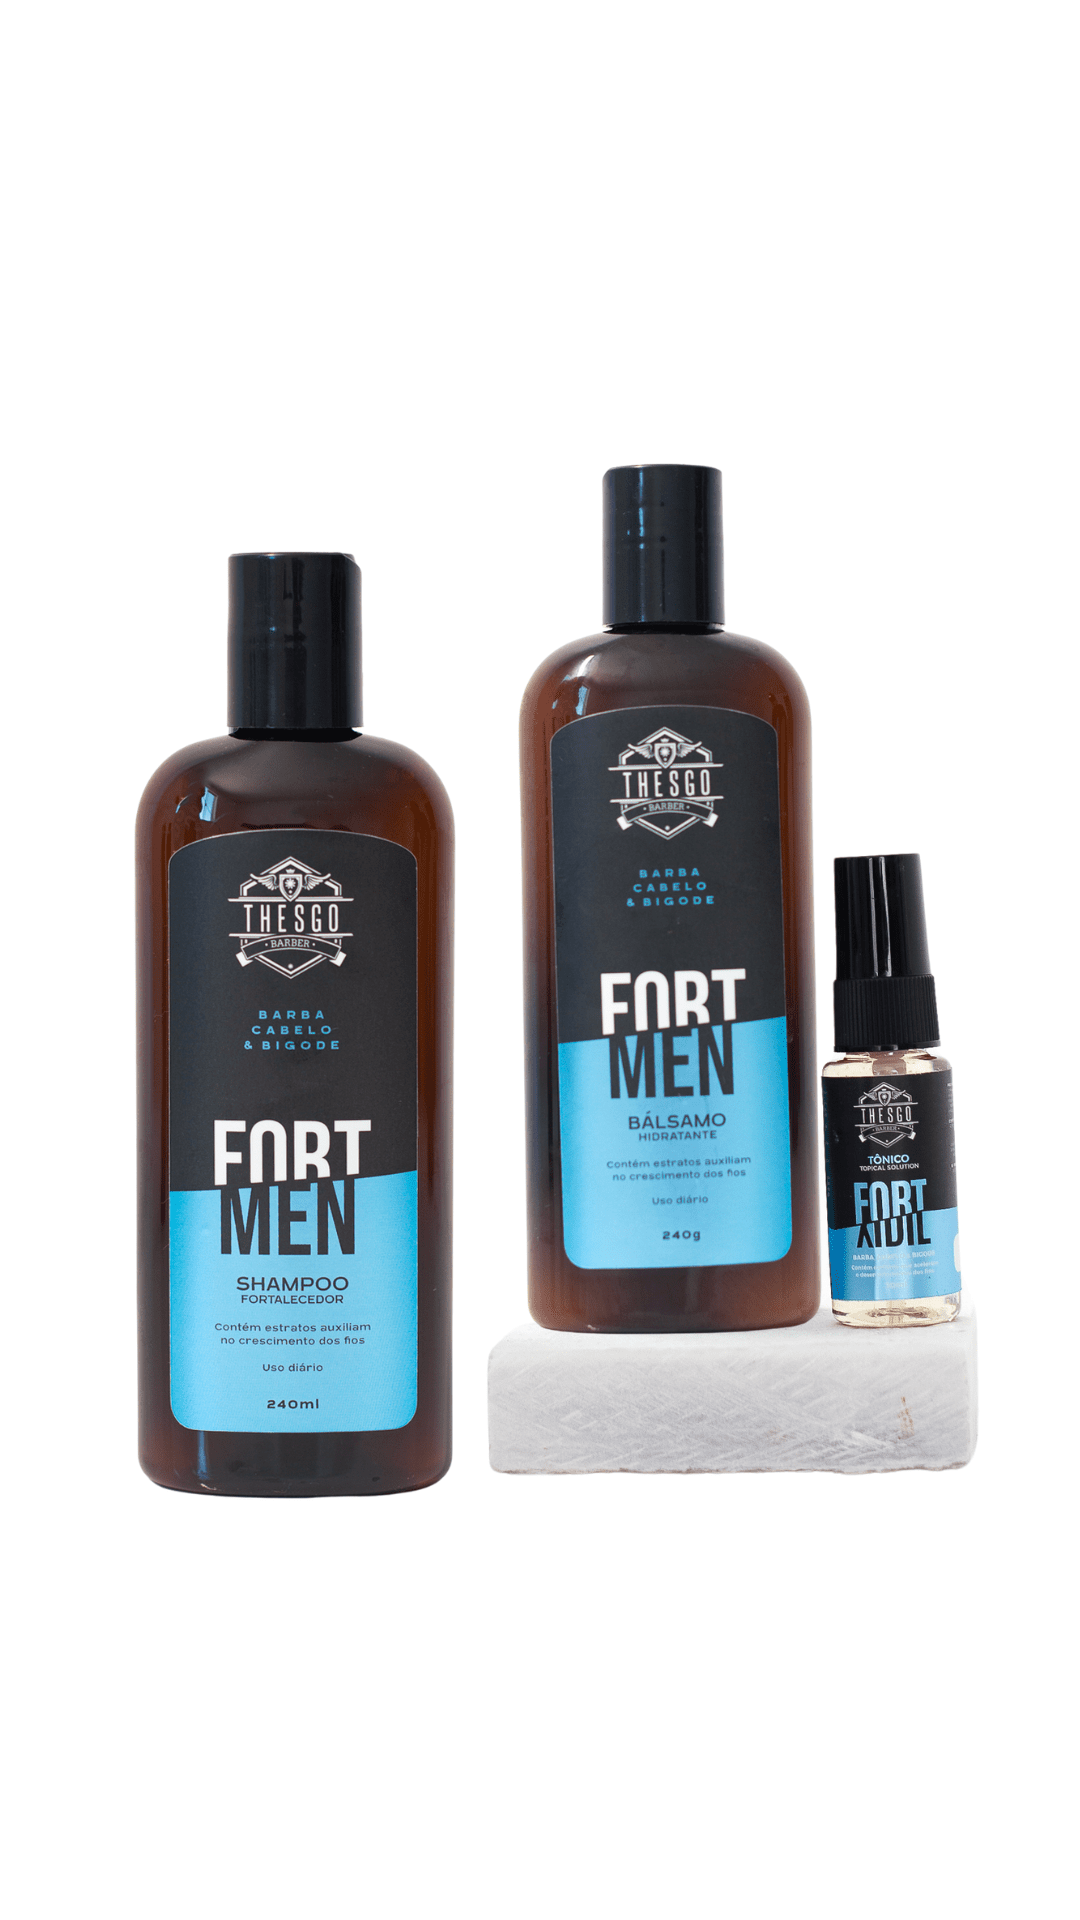 THESGO
BARBER
BARBA
CABELO
& BIGODE
FORT
MEN
SHAMPOO
FORTALECEDOR
Contém estratos auxiliam
no crescimento dos fios
Uso diário
240ml
THESGO
BARBER
BARBA
CABELO
& BIGODE
FORT
MEN
BÁLSAMO
HIDRATANTE
Contém estratos auxiliam
no crescimento dos fios
Uso diário
240g
THESGO
BARBER
TÔNICO
TOPICAL SOLUTION
FORT
XIDIL
BARBA & BIGODE